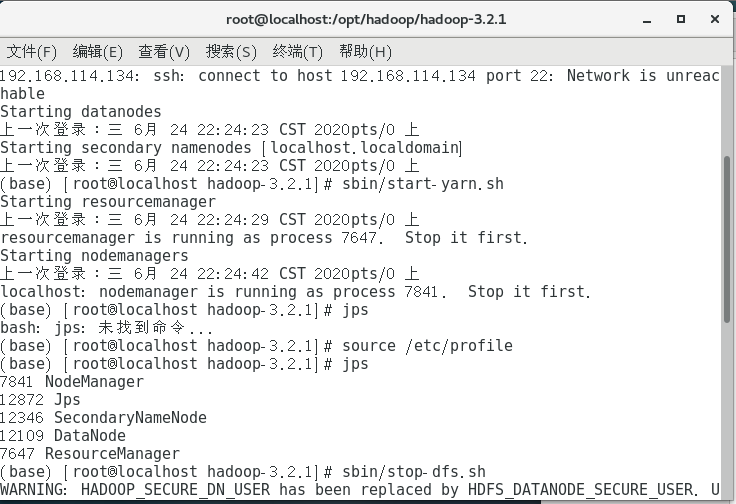 root@localhost:/opt/hadoop/hadoop-3.2.1
文件(F) 编辑(E) 查看(V) 搜索(S) 终端(T) 帮助(H)
192.168.114.134: ssh: connect to host 192.168.114.134 port 22: Network is unreac
hable
Starting datanodes
上一次登录：三 6月 24 22:24:23 CST 2020pts/0 上
Starting secondary namenodes [localhost.localdomain]
上一次登录：三 6月 24 22:24:23 CST 2020pts/0 上
(base) [root@localhost hadoop-3.2.1]# sbin/start-yarn.sh
Starting resourcemanager
上一次登录：三 6月 24 22:24:29 CST 2020pts/0 上
resourcemanager is running as process 7647.  Stop it first.
Starting nodemanagers
上一次登录：三 6月 24 22:24:42 CST 2020pts/0 上
localhost: nodemanager is running as process 7841.  Stop it first.
(base) [root@localhost hadoop-3.2.1]# jps
bash: jps: 未找到命令...
(base) [root@localhost hadoop-3.2.1]# source /etc/profile
(base) [root@localhost hadoop-3.2.1]# jps
7841 NodeManager
12872 Jps
12346 SecondaryNameNode
12109 DataNode
7647 ResourceManager
(base) [root@localhost hadoop-3.2.1]# sbin/stop-dfs.sh
WARNING: HADOOP_SECURE_DN_USER has been replaced by HDFS_DATANODE_SECURE_USER. U